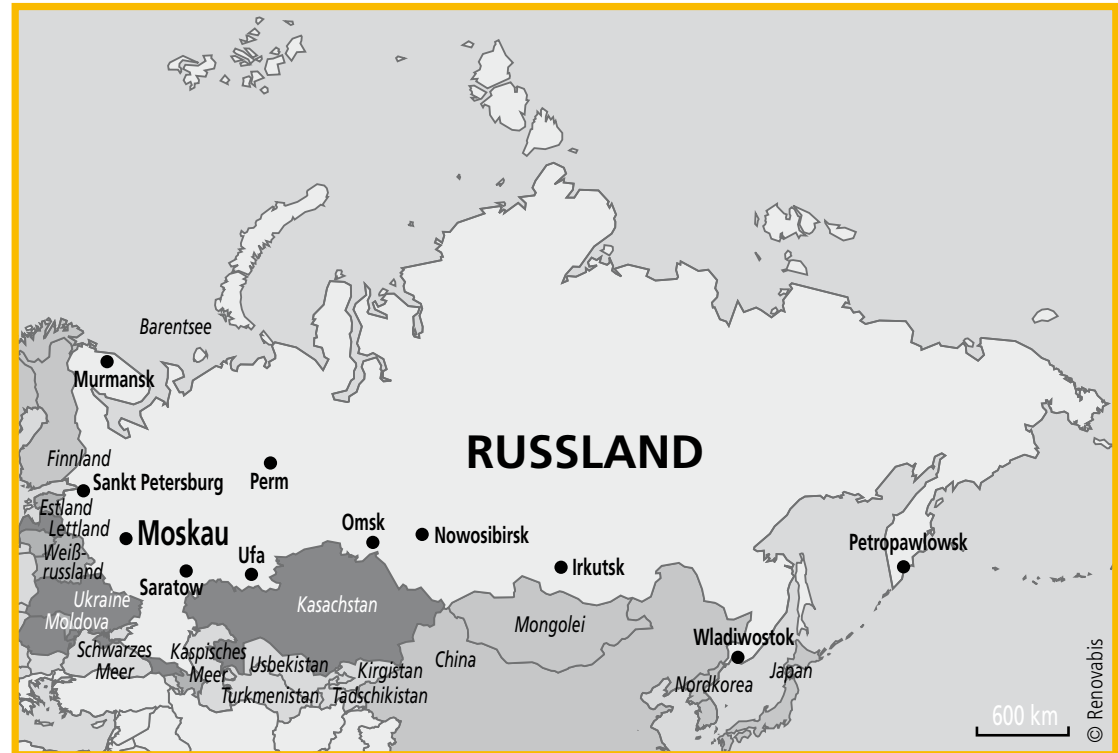 Barentsee
Murmansk
RUSSLAND
Finnland
Sankt Petersburg
Perm
Estland
Lettland
Moskau
Omsk
Nowosibirsk
Petropawlowsk
Weiß-
russland
Ufa
Irkutsk
Saratow
Ukraine
Kasachstan
Moldova
Mongolei
Wladiwostok
Schwarzes
Meer
Kaspisches
Meer
Usbekistan
Kirgistan
China
Japan
Nordkorea
Turkmenistan
Tadschikistan
600 km
© Renovabis